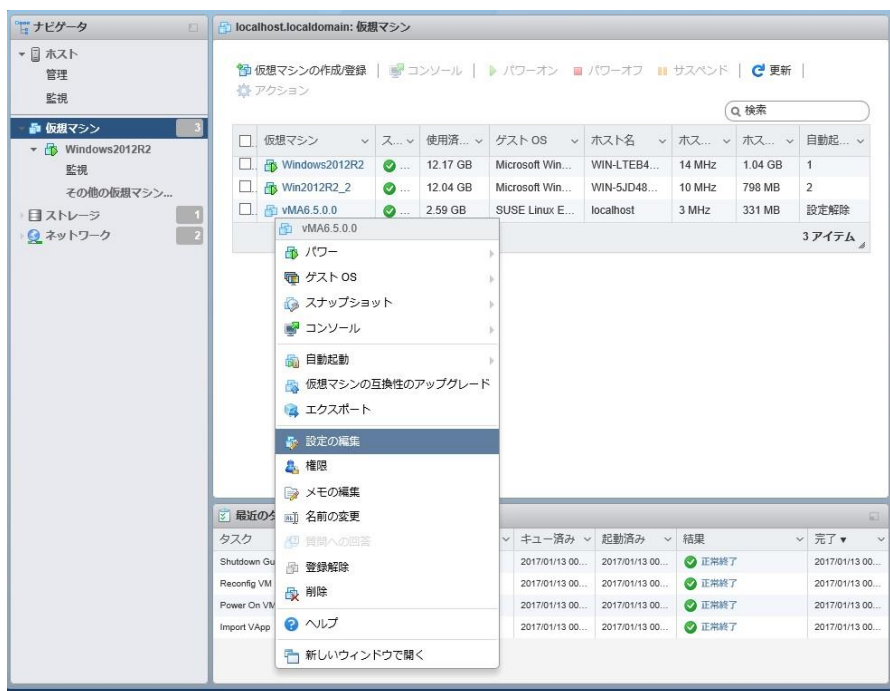 ナビゲータ
ホスト
管理
監視
仮想マシン 3
Windows2012R2
監視
その他の仮想マシン...
ストレージ 1
ネットワーク 2
localhost.localdomain: 仮想マシン
仮想マシンの作成/登録 コンソール パワーオン パワーオフ サスペンド 更新
アクション
検索
仮想マシン ス... 使用済... ゲスト OS ホスト名 ホス... ホス... 自動起...
Windows2012R2 ... 12.17 GB Microsoft Win... WIN-LTEB4... 14 MHz 1.04 GB 1
Win2012R2_2 ... 12.04 GB Microsoft Win... WIN-5JD48... 10 MHz 798 MB 2
vMA6.5.0.0 ... 2.59 GB SUSE Linux E... localhost 3 MHz 331 MB 設定解除
3 アイテム
vMA6.5.0.0
パワー
ゲスト OS
スナップショット
コンソール
自動起動
仮想マシンの互換性のアップグレード
エクスポート
設定の編集
権限
メモの編集
名前の変更
質問への回答
登録解除
削除
ヘルプ
新しいウィンドウで開く
最近の
タスク キュー済み 起動済み 結果 完了 ▼
Shutdown Gu 2017/01/13 00... 2017/01/13 00... 正常終了 2017/01/13 00...
Reconfig VM 2017/01/13 00... 2017/01/13 00... 正常終了 2017/01/13 00...
Power On VM 2017/01/13 00... 2017/01/13 00... 正常終了 2017/01/13 00...
Import VApp 2017/01/13 00... 2017/01/13 00... 正常終了 2017/01/13 00...